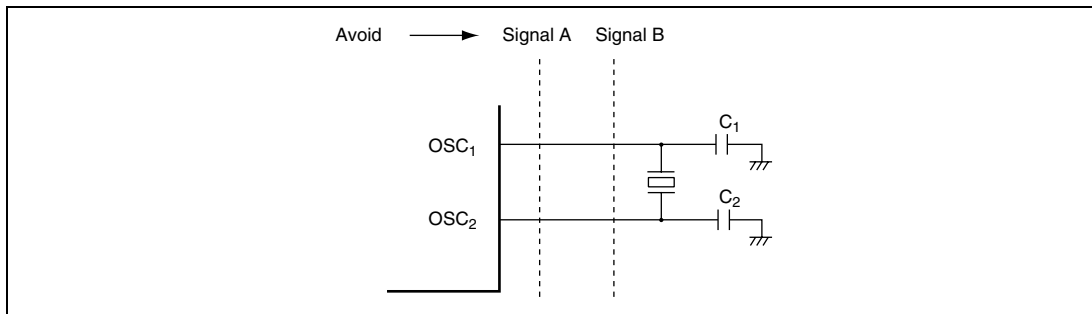 Avoid Signal A Signal B
OSC₁
C₁
OSC₂
C₂